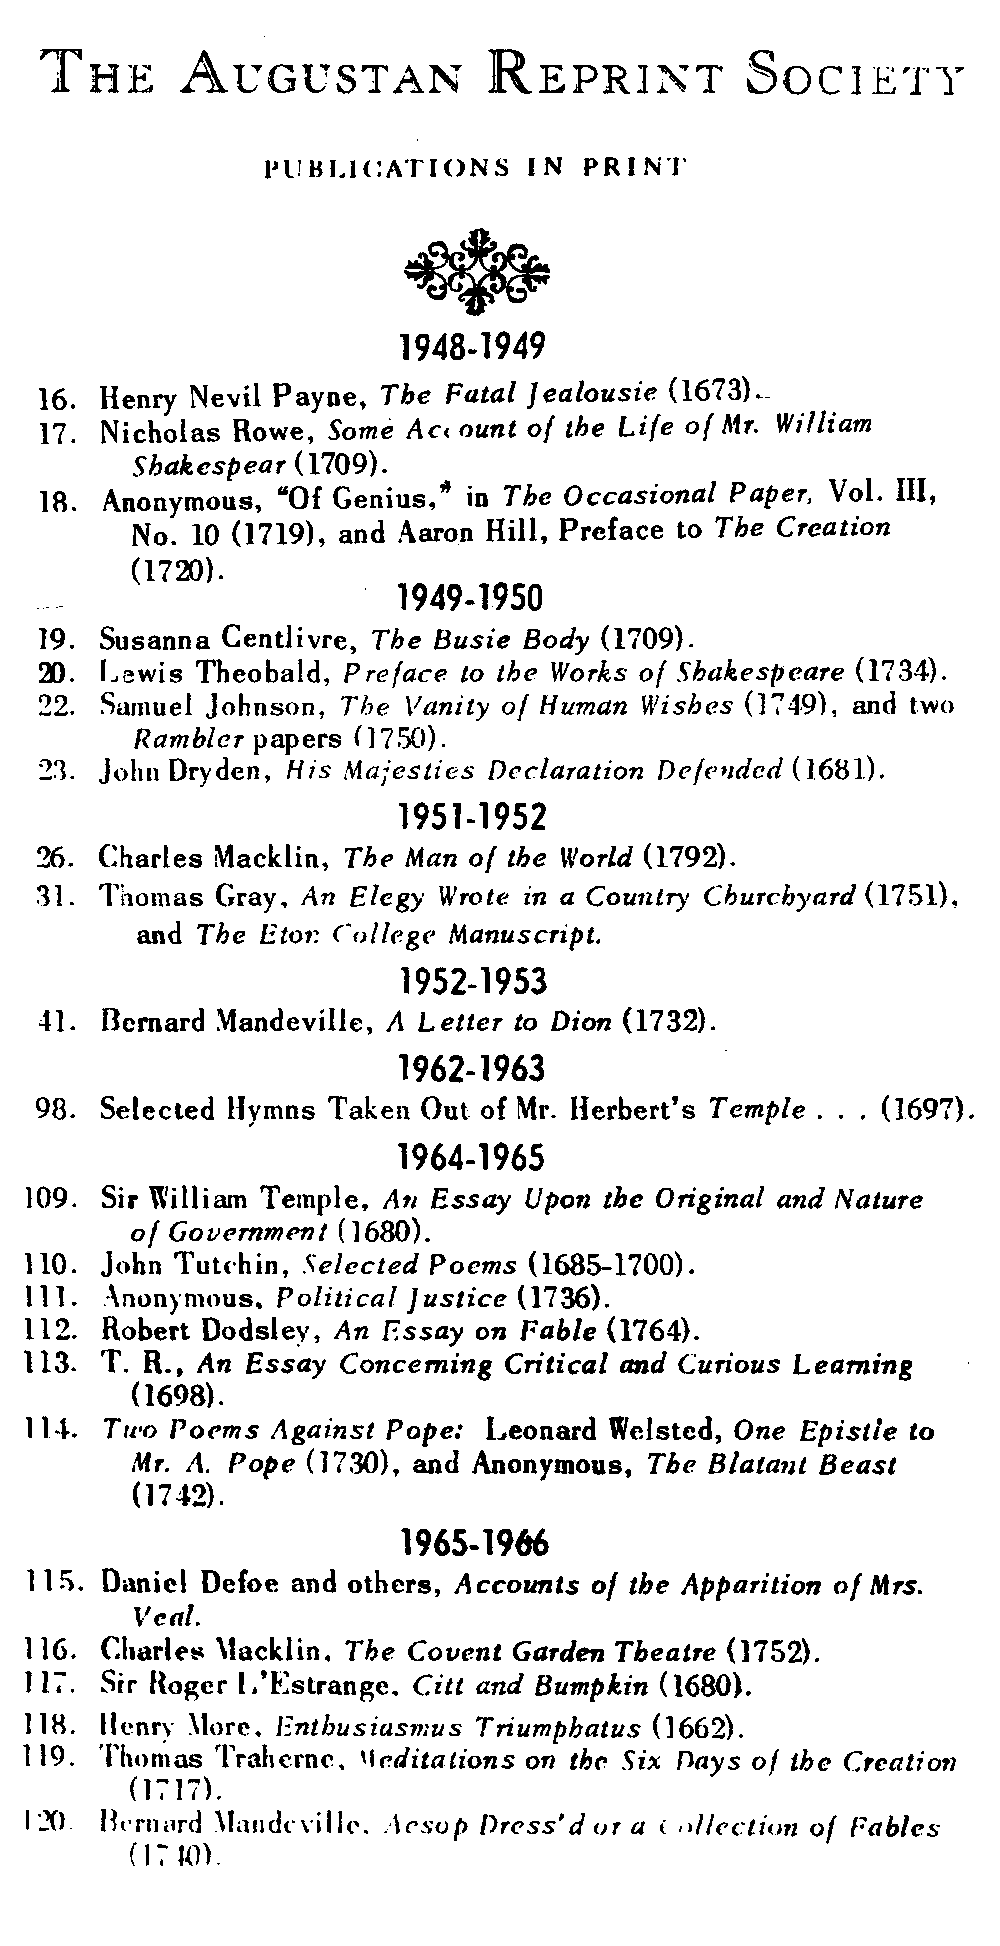 THE AUGUSTAN REPRINT SOCIETY
PUBLICATIONS IN PRINT
1948-1949
16. Henry Nevil Payne, The Fatal Jealousie (1673).
17. Nicholas Rowe, Some Account of the Life of Mr. William
Shakespear (1709).
18. Anonymous, "Of Genius," in The Occasional Paper, Vol. III,
No. 10 (1719), and Aaron Hill, Preface to The Creation
(1720).
1949-1950
19. Susanna Centlivre, The Busie Body (1709).
20. Lewis Theobald, Preface to the Works of Shakespeare (1734).
22. Samuel Johnson, The Vanity of Human Wishes (1749), and two
Rambler papers (1750).
23. John Dryden, His Majesties Declaration Defended (1681).
1951-1952
26. Charles Macklin, The Man of the World (1792).
31. Thomas Gray, An Elegy Wrote in a Country Churchyard (1751),
and The Eton College Manuscript.
1952-1953
41. Bernard Mandeville, A Letter to Dion (1732).
1962-1963
98. Selected Hymns Taken Out of Mr. Herbert's Temple . . . (1697).
1964-1965
109. Sir William Temple, An Essay Upon the Original and Nature
of Government (1680).
110. John Tutchin, Selected Poems (1685-1700).
111. Anonymous, Political Justice (1736).
112. Robert Dodsley, An Essay on Fable (1764).
113. T. R., An Essay Concerning Critical and Curious Learning
(1698).
114. Two Poems Against Pope: Leonard Welsted, One Epistle to
Mr. A. Pope (1730), and Anonymous, The Blatant Beast
(1742).
1965-1966
115. Daniel Defoe and others, Accounts of the Apparition of Mrs.
Veal.
116. Charles Macklin, The Covent Garden Theatre (1752).
117. Sir Roger L'Estrange, Citt and Bumpkin (1680).
118. Henry More, Enthusiasmus Triumphatus (1662).
119. Thomas Traherne, Meditations on the Six Days of the Creation
(1717).
120. Bernard Mandeville, Aesop Dress'd or a Collection of Fables
(1740).